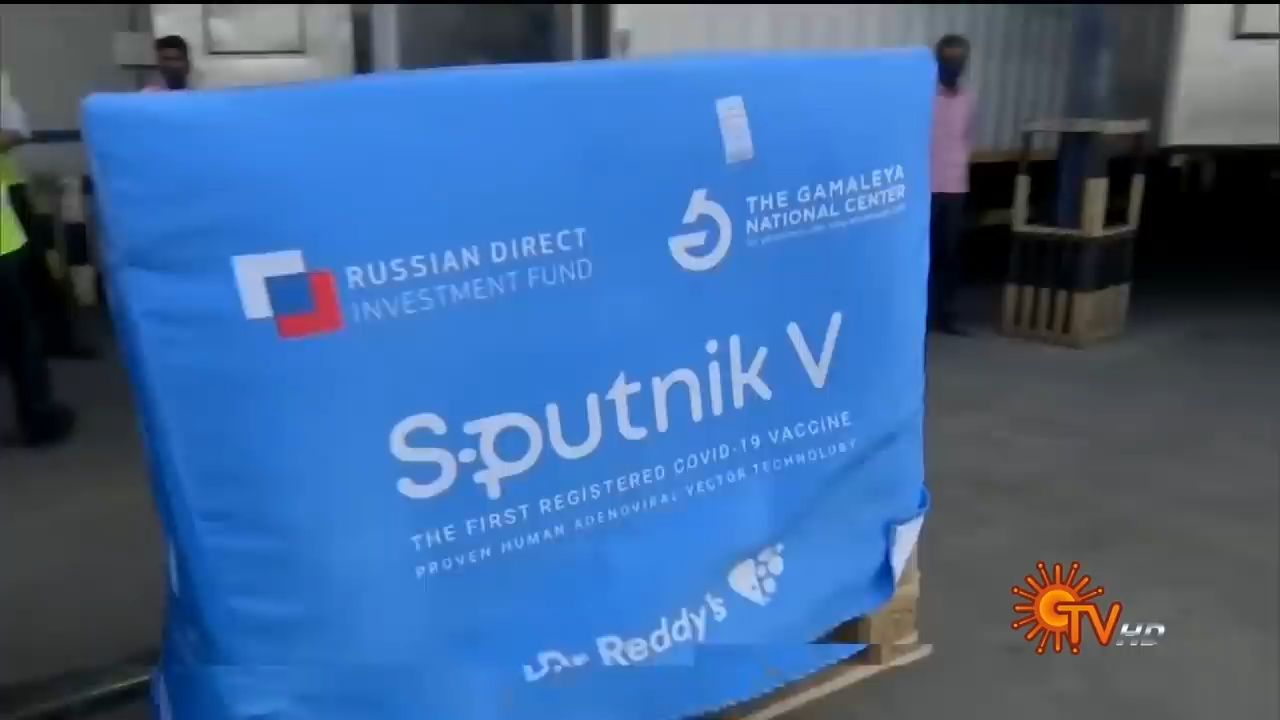 THE GAMALEYA
NATIONAL CENTER
RUSSIAN DIRECT
INVESTMENT FUND
Sputnik V
THE FIRST REGISTERED COVID-19 VACCINE
PROVEN HUMAN ADENOVIRAL VECTOR TECHNOLOGY
Reddy's
TV HD